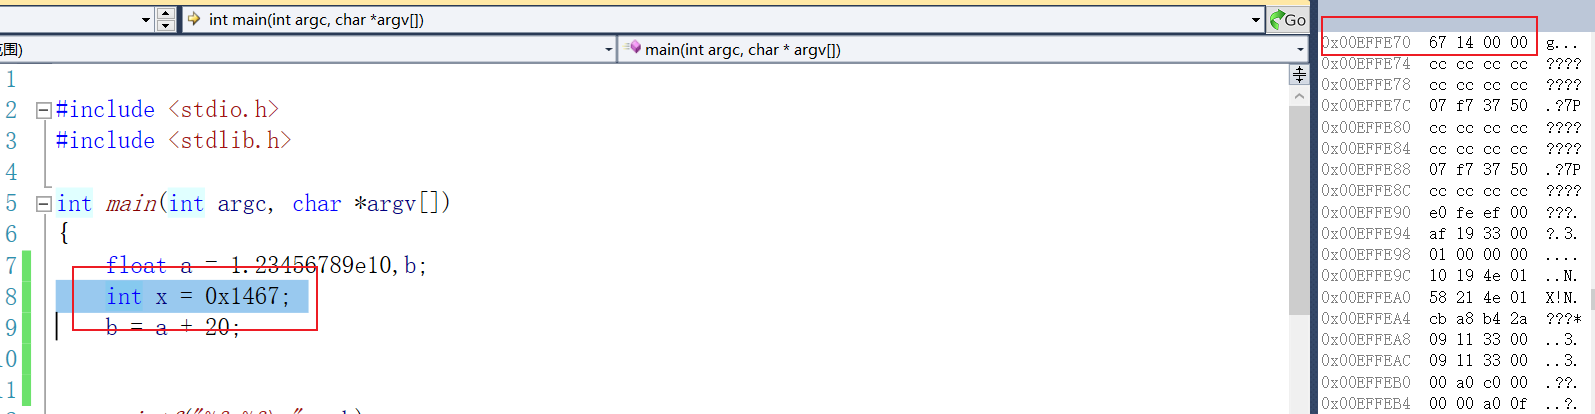 int main(int argc, char *argv[])
Go
范围)
main(int argc, char * argv[])
1
2 #include <stdio.h>
3 #include <stdlib.h>
4
5 int main(int argc, char *argv[])
6 {
7 float a = 1.23456789e10,b;
8 int x = 0x1467;
9 b = a + 20;
10
11
0x00EFFE70 67 14 00 00 g...
0x00EFFE74 cc cc cc cc ????
0x00EFFE78 cc cc cc cc ????
0x00EFFE7C 07 f7 37 50 .?7P
0x00EFFE80 cc cc cc cc ????
0x00EFFE84 cc cc cc cc ????
0x00EFFE88 07 f7 37 50 .?7P
0x00EFFE8C cc cc cc cc ????
0x00EFFE90 e0 fe ef 00 ???.
0x00EFFE94 af 19 33 00 ?.3.
0x00EFFE98 01 00 00 00 ....
0x00EFFE9C 10 19 4e 01 ..N.
0x00EFFEA0 58 21 4e 01 X!N.
0x00EFFEA4 cb a8 b4 2a ???*
0x00EFFEA8 09 11 33 00 ..3.
0x00EFFEAC 09 11 33 00 ..3.
0x00EFFEB0 00 a0 c0 00 .??.
0x00EFFEB4 00 00 a0 0f ..?.